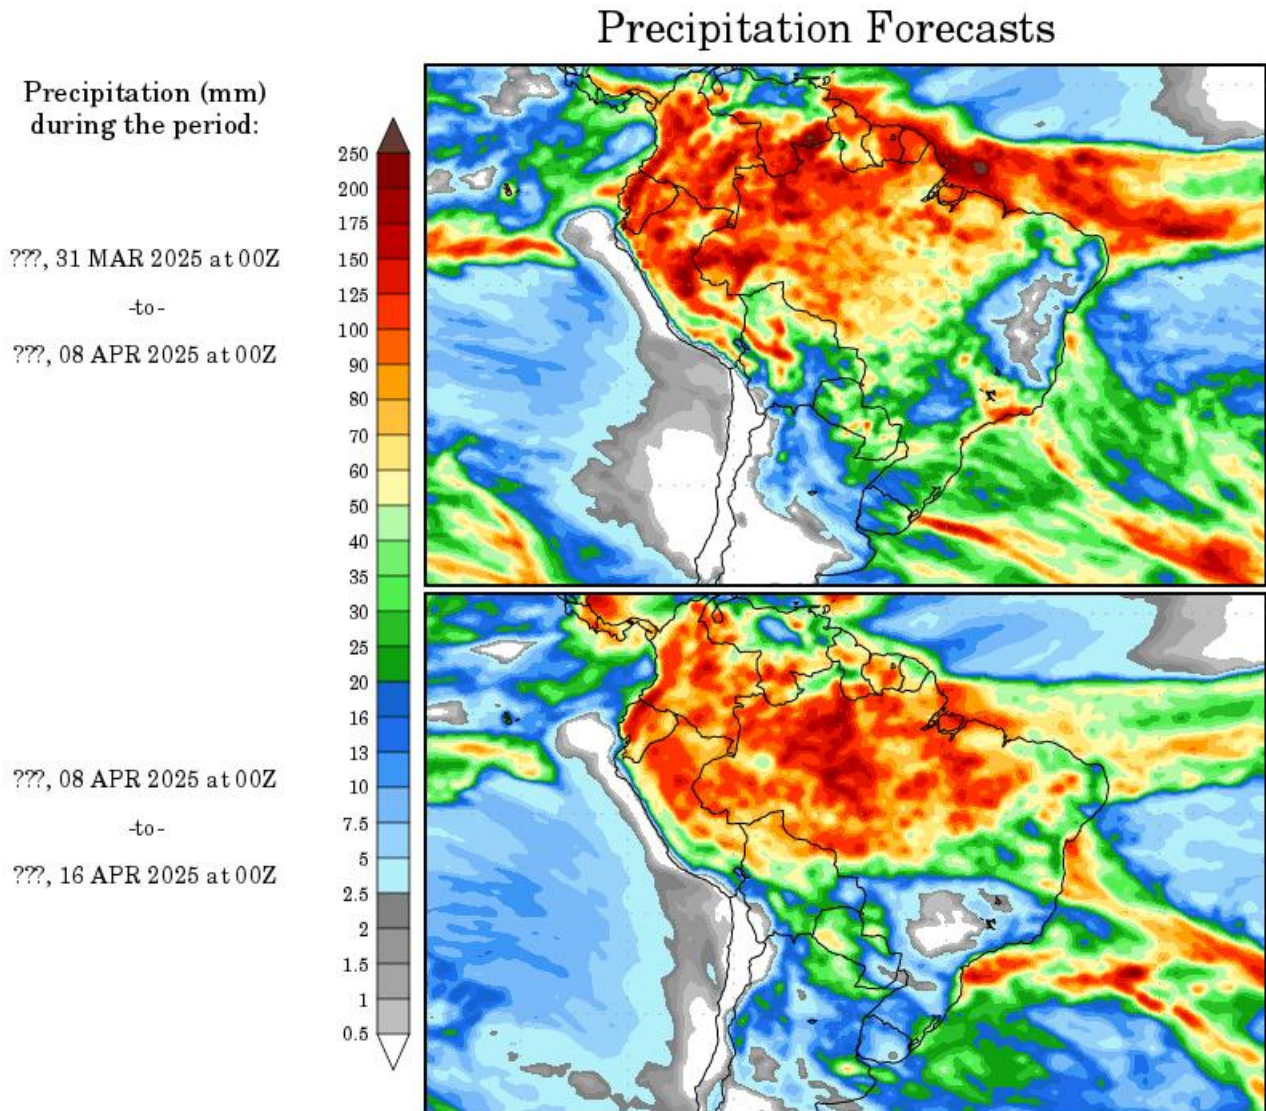 Precipitation Forecasts
Precipitation (mm)
during the period:
???, 31 MAR 2025 at 00Z
-to-
???, 08 APR 2025 at 00Z
???, 08 APR 2025 at 00Z
-to-
???, 16 APR 2025 at 00Z
250
200
175
150
125
100
90
80
70
60
50
40
35
30
25
20
16
13
10
7.5
5
2.5
2
1.5
1
0.5